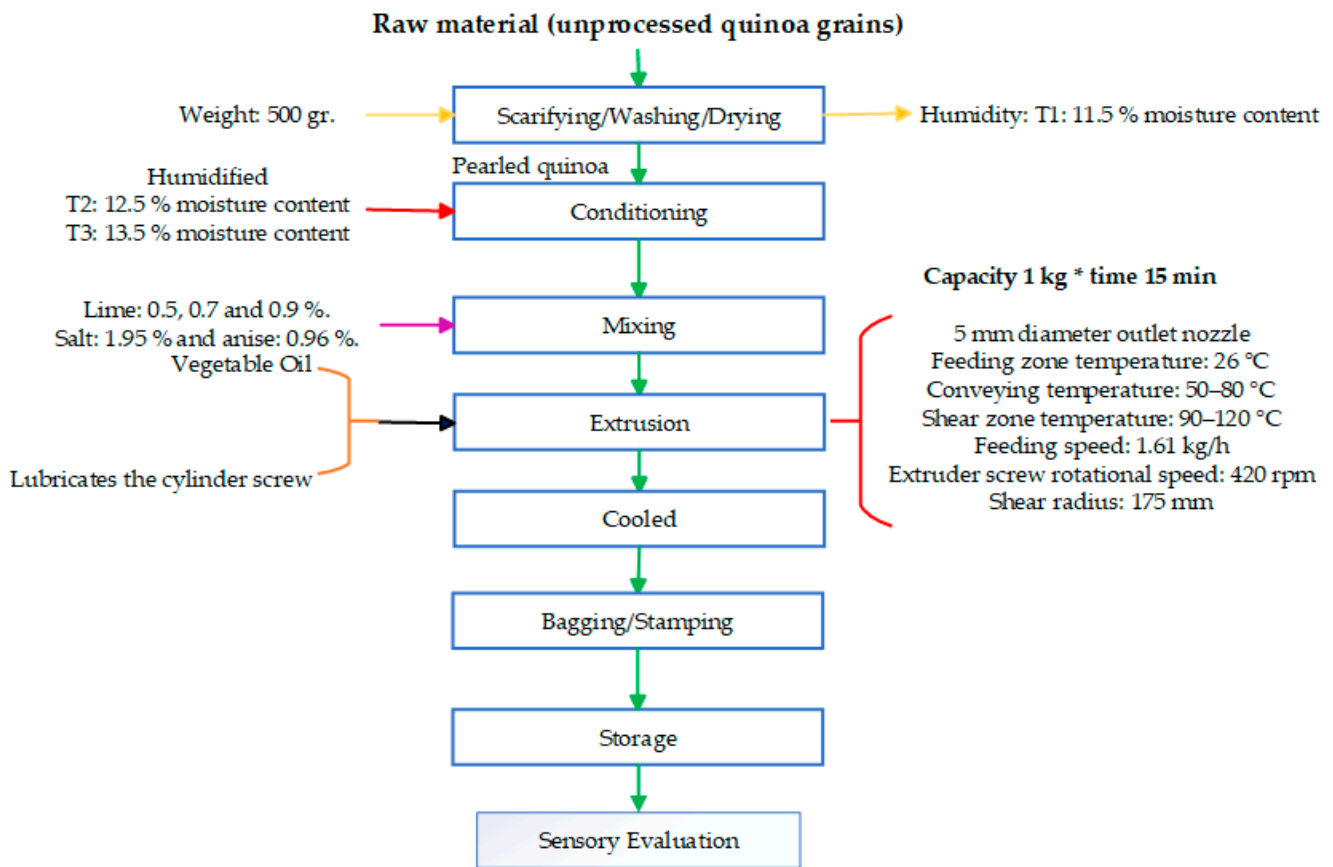 Raw material (unprocessed quinoa grains)
Weight: 500 gr.
Scarifying/Washing/Drying
Humidity: T1: 11.5 % moisture content
Pearled quinoa
Humidified
T2: 12.5 % moisture content
T3: 13.5 % moisture content
Conditioning
Lime: 0.5, 0.7 and 0.9 %.
Salt: 1.95 % and anise: 0.96 %.
Mixing
Vegetable Oil
Lubricates the cylinder screw
Extrusion
Capacity 1 kg * time 15 min
5 mm diameter outlet nozzle
Feeding zone temperature: 26 °C
Conveying temperature: 50–80 °C
Shear zone temperature: 90–120 °C
Feeding speed: 1.61 kg/h
Extruder screw rotational speed: 420 rpm
Shear radius: 175 mm
Cooled
Bagging/Stamping
Storage
Sensory Evaluation